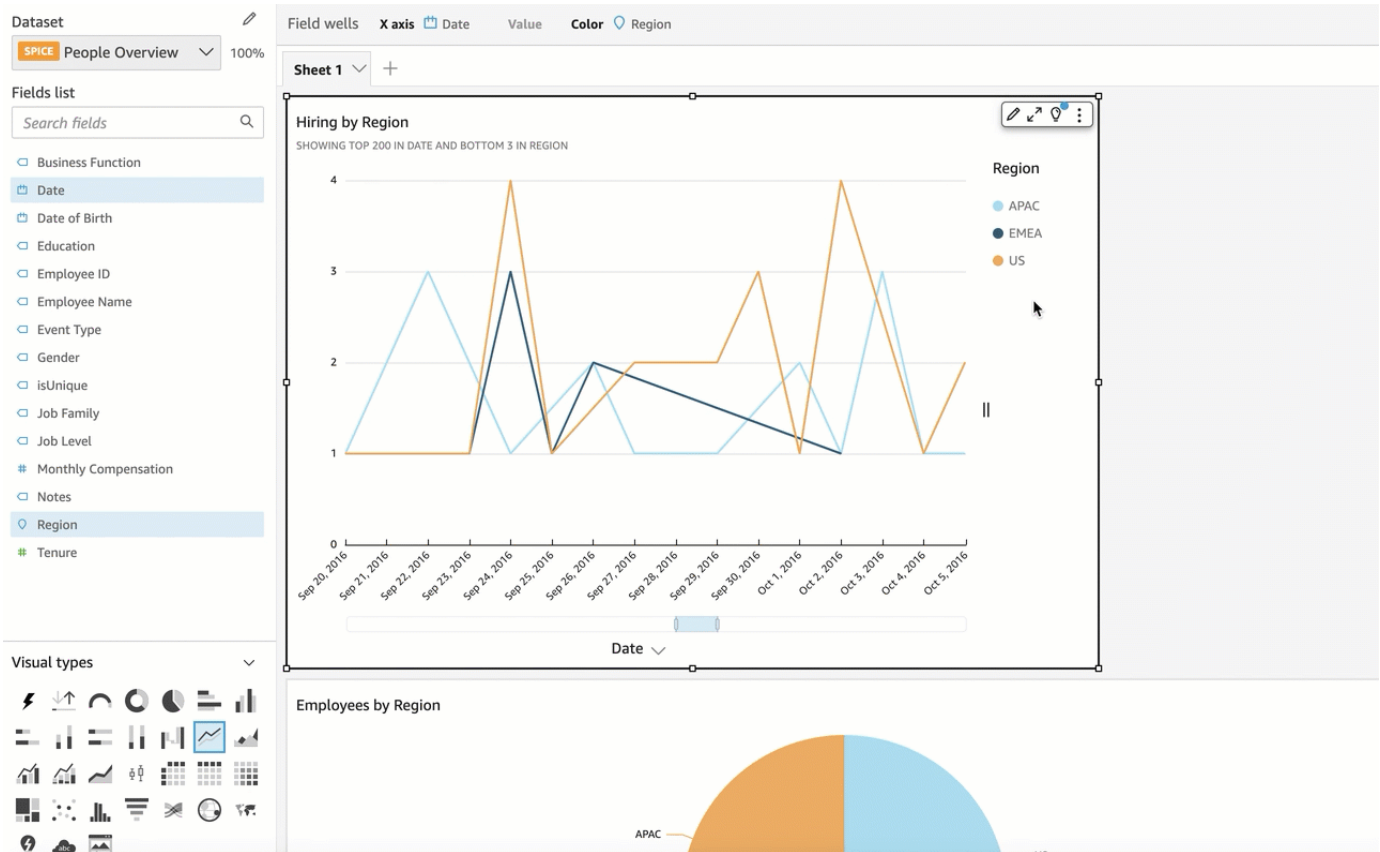 Dataset
SPICE People Overview 100%
Fields list
Search fields
Business Function
Date
Date of Birth
Education
Employee ID
Employee Name
Event Type
Gender
isUnique
Job Family
Job Level
Monthly Compensation
Notes
Region
Tenure
Visual types
abc
Field wells X axis Date Value Color Region
Sheet 1
Hiring by Region
SHOWING TOP 200 IN DATE AND BOTTOM 3 IN REGION
Region
APAC
EMEA
US
4
3
2
1
0
Sep 20, 2016
Sep 21, 2016
Sep 22, 2016
Sep 23, 2016
Sep 24, 2016
Sep 25, 2016
Sep 26, 2016
Sep 27, 2016
Sep 28, 2016
Sep 29, 2016
Sep 30, 2016
Oct 1, 2016
Oct 2, 2016
Oct 3, 2016
Oct 4, 2016
Oct 5, 2016
Date
Employees by Region
APAC